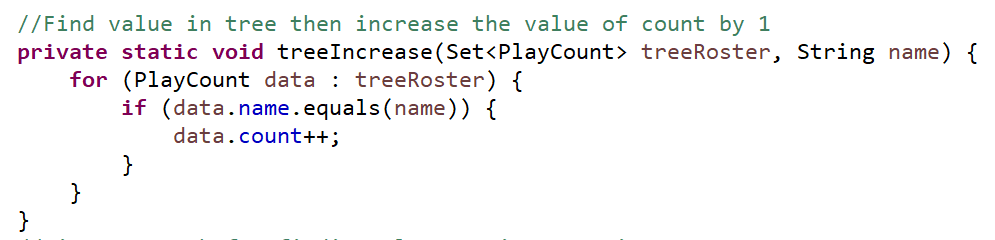 //Find value in tree then increase the value of count by 1
private static void treeIncrease(Set<PlayCount> treeRoster, String name) {
    for (PlayCount data : treeRoster) {
        if (data.name.equals(name)) {
            data.count++;
        }
    }
}